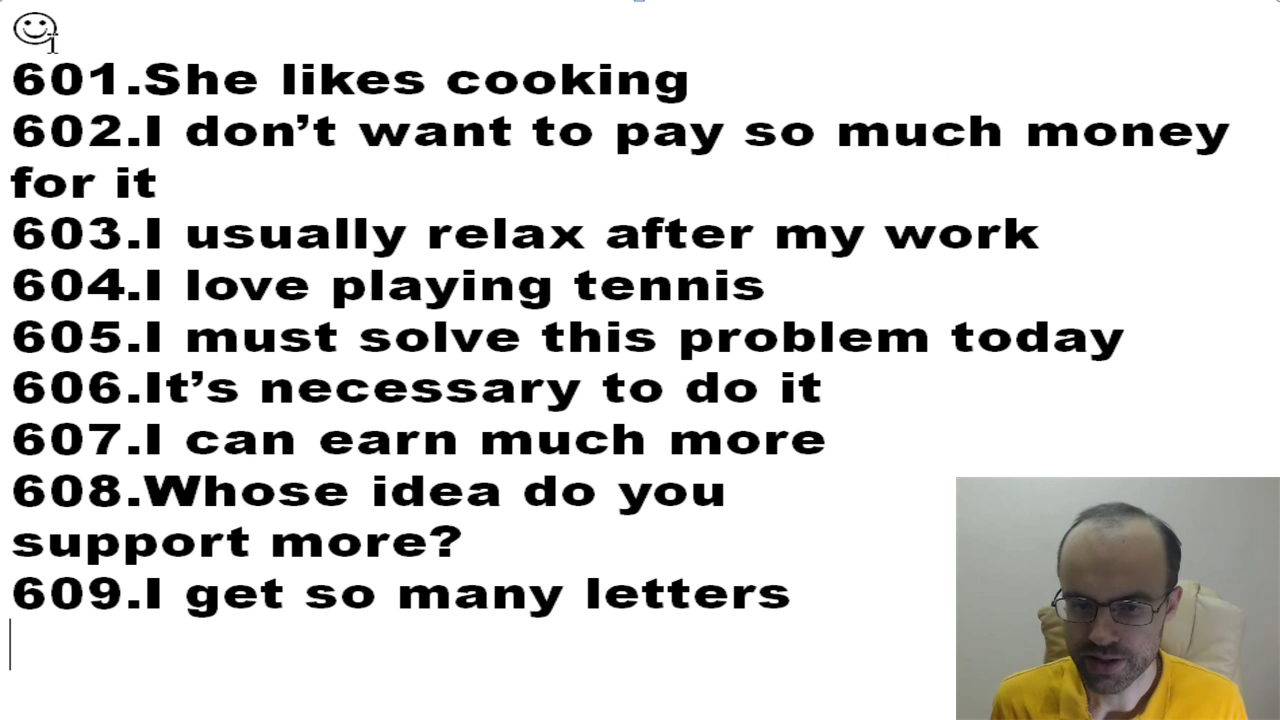 601.She likes cooking
602.I don’t want to pay so much money
for it
603.I usually relax after my work
604.I love playing tennis
605.I must solve this problem today
606.It’s necessary to do it
607.I can earn much more
608.Whose idea do you
support more?
609.I get so many letters